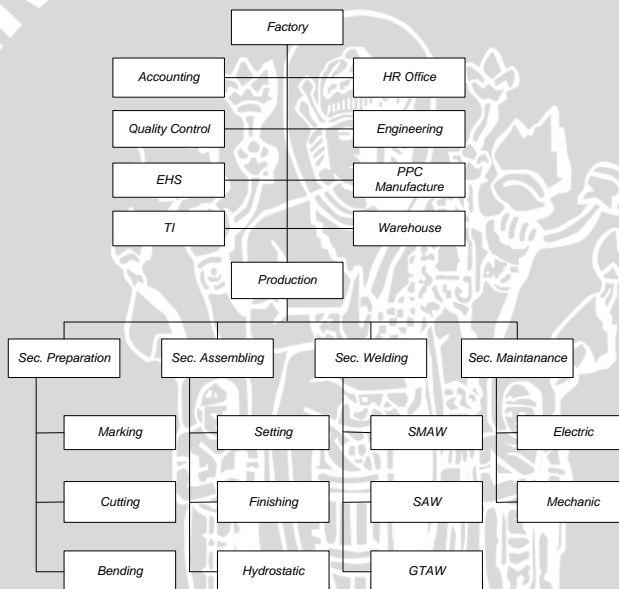 Factory
Accounting
HR Office
Quality Control
Engineering
EHS
PPC
Manufacture
TI
Warehouse
Production
Sec. Preparation
Sec. Assembling
Sec. Welding
Sec. Maintanance
Marking
Setting
SMAW
Electric
Cutting
Finishing
SAW
Mechanic
Bending
Hydrostatic
GTAW